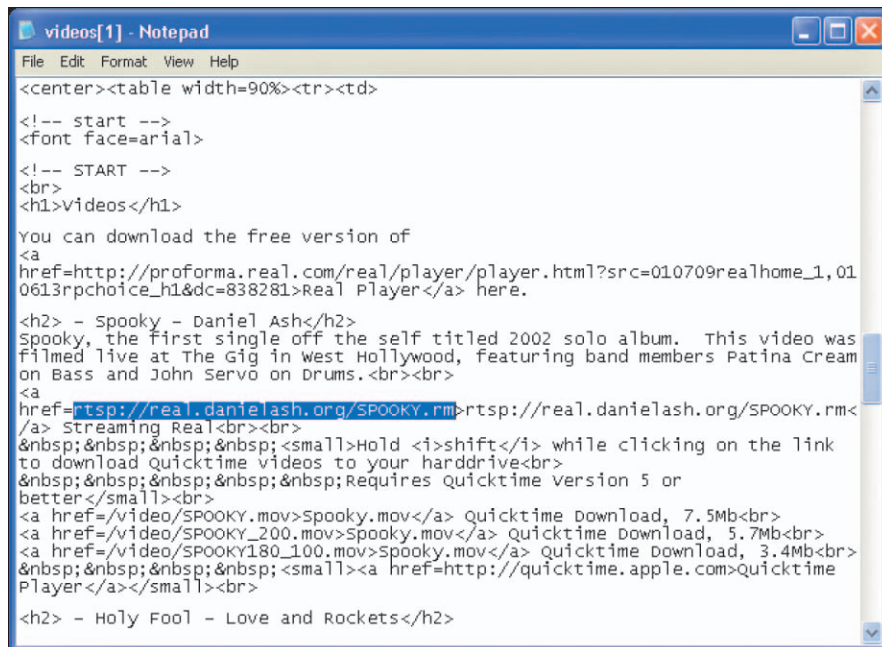 videos[1] - Notepad
File Edit Format View Help
<center><table width=90%><tr><td>
<!-- start -->
<font face=arial>
<!-- START -->
<br>
<h1>Videos</h1>
You can download the free version of
<a
href=http://proforma.real.com/real/player/player.html?src=010709realhome_1,01
0613rpchoice_h1&dc=838281>Real Player</a> here.
<h2> - Spooky - Daniel Ash</h2>
Spooky, the first single off the self titled 2002 solo album.  This video was
filmed live at The Gig in West Hollywood, featuring band members Patina Cream
on Bass and John Servo on Drums.<br><br>
<a
href=rtsp://real.danielash.org/SPOOKY.rm>rtsp://real.danielash.org/SPOOKY.rm<
/a> Streaming Real<br><br>
&nbsp;&nbsp;&nbsp;&nbsp;<small>Hold <i>shift</i> while clicking on the link
to download Quicktime videos to your harddrive<br>
&nbsp;&nbsp;&nbsp;&nbsp;&nbsp;Requires Quicktime Version 5 or
better</small><br>
<a href=/video/SPOOKY.mov>Spooky.mov</a> Quicktime Download, 7.5Mb<br>
<a href=/video/SPOOKY_200.mov>Spooky.mov</a> Quicktime Download, 5.7Mb<br>
<a href=/video/SPOOKY180_100.mov>Spooky.mov</a> Quicktime Download, 3.4Mb<br>
&nbsp;&nbsp;&nbsp;&nbsp;<small><a href=http://quicktime.apple.com>Quicktime
Player</a></small><br>
<h2> - Holy Fool - Love and Rockets</h2>